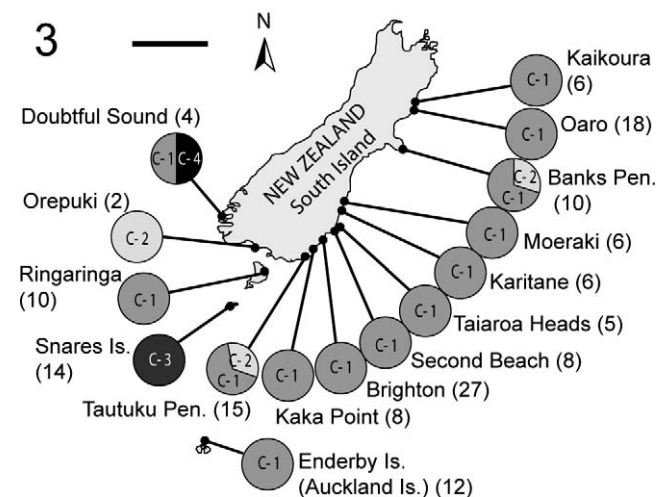 3
N
NEW ZEALAND
South Island
Kaikoura
(6)
C-1
Oaro (18)
C-1
Banks Pen.
(10)
C-2
C-1
Moeraki (6)
C-1
Karitane (6)
C-1
Taiaroa Heads (5)
C-1
Second Beach (8)
C-1
Brighton (27)
C-1
Kaka Point
(8)
C-1
Tautuku Pen. (15)
C-2
C-1
Doubtful Sound (4)
C-1 C-4
Orepuki (2)
C-2
Ringaringa
(10)
C-1
Snares Is.
(14)
C-3
Enderby Is.
(Auckland Is.) (12)
C-1